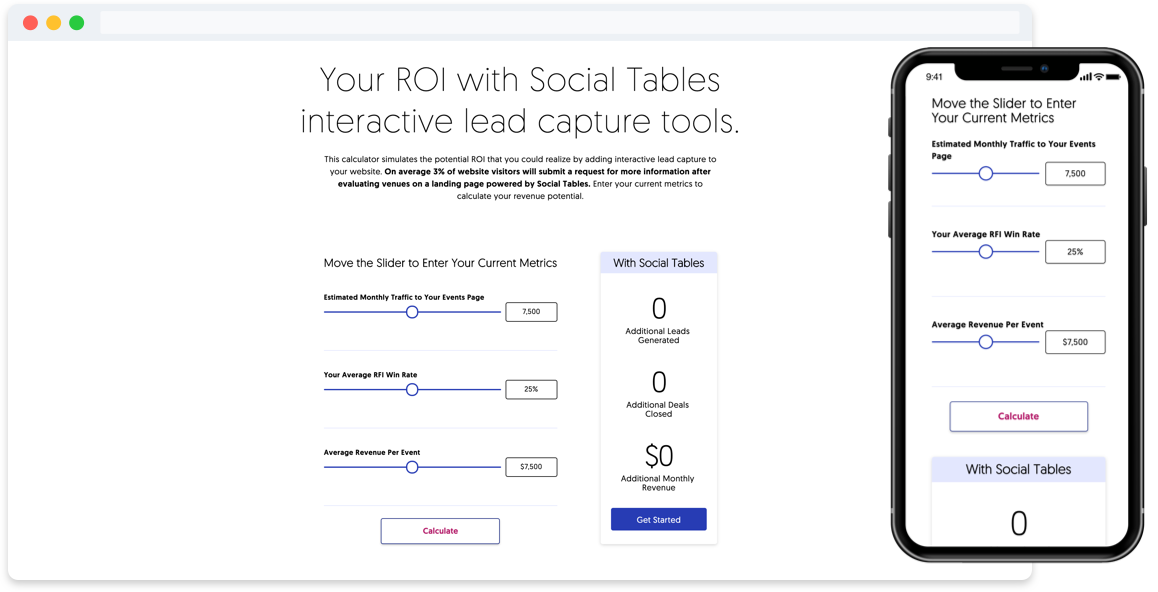 Your ROI with Social Tables
interactive lead capture tools.
This calculator simulates the potential ROI that you could realize by adding interactive lead capture to
your website. On average 3% of website visitors will submit a request for more information after
evaluating venues on a landing page powered by Social Tables. Enter your current metrics to
calculate your revenue potential.
Move the Slider to Enter Your Current Metrics
Estimated Monthly Traffic to Your Events Page
7,500
Your Average RFI Win Rate
25%
Average Revenue Per Event
$7,500
Calculate
With Social Tables
0
Additional Leads
Generated
0
Additional Deals
Closed
$0
Additional Monthly
Revenue
Get Started
9:41
Move the Slider to Enter
Your Current Metrics
Estimated Monthly Traffic to Your Events
Page
7,500
Your Average RFI Win Rate
25%
Average Revenue Per Event
$7,500
Calculate
With Social Tables
0